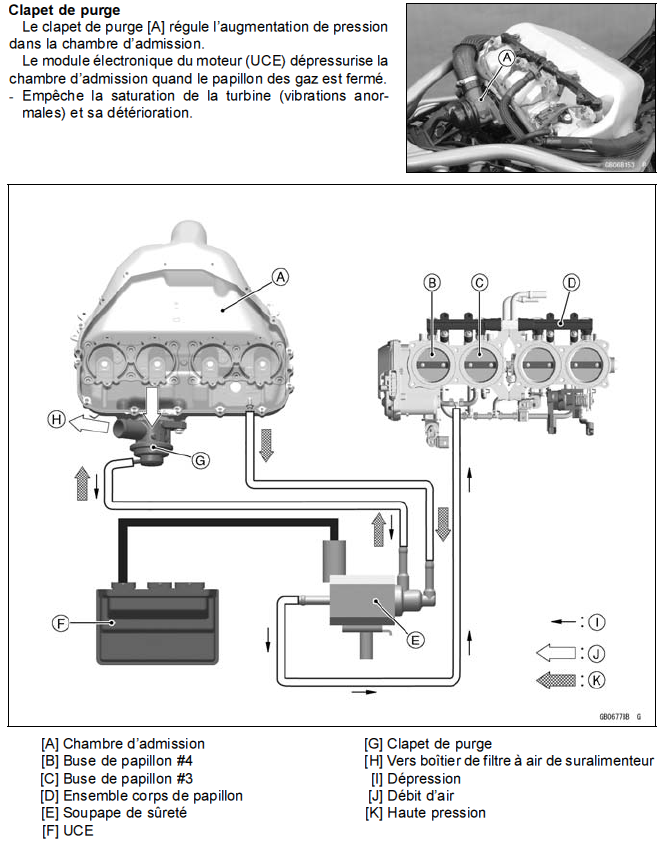 Clapet de purge
Le clapet de purge [A] régule l'augmentation de pression
dans la chambre d'admission.
Le module électronique du moteur (UCE) dépressurise la
chambre d'admission quand le papillon des gaz est fermé.
- Empêche la saturation de la turbine (vibrations anor-
males) et sa détérioration.
A
GB06B153 G
A
B
C
D
H
G
F
E
: I
: J
: K
GB06778B G
[A] Chambre d'admission
[B] Buse de papillon #4
[C] Buse de papillon #3
[D] Ensemble corps de papillon
[E] Soupape de sûreté
[F] UCE
[G] Clapet de purge
[H] Vers boîtier de filtre à air de suralimenteur
[I] Dépression
[J] Débit d'air
[K] Haute pression